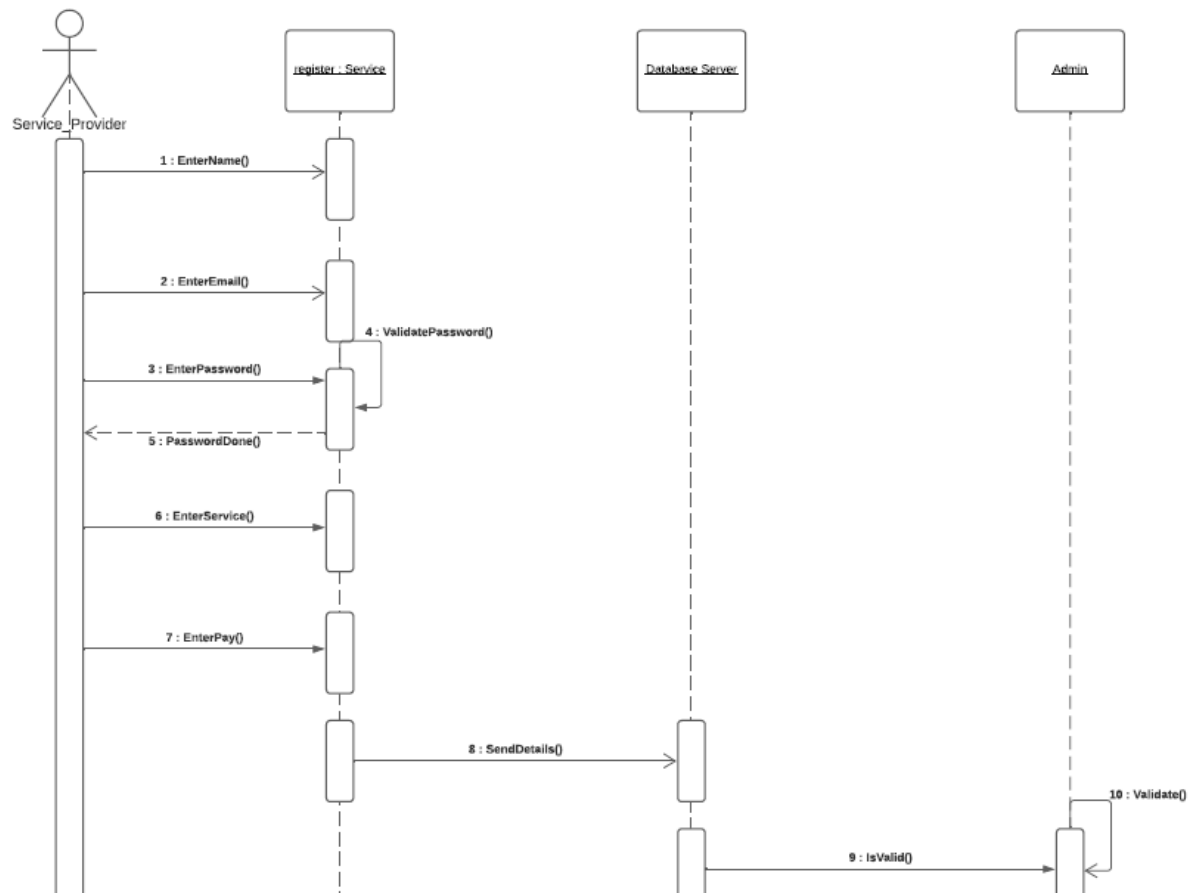 register : Service
Database Server
Admin
Service_Provider
1 : EnterName()
2 : EnterEmail()
4 : ValidatePassword()
3 : EnterPassword()
5 : PasswordDone()
6 : EnterService()
7 : EnterPay()
8 : SendDetails()
10 : Validate()
9 : IsValid()